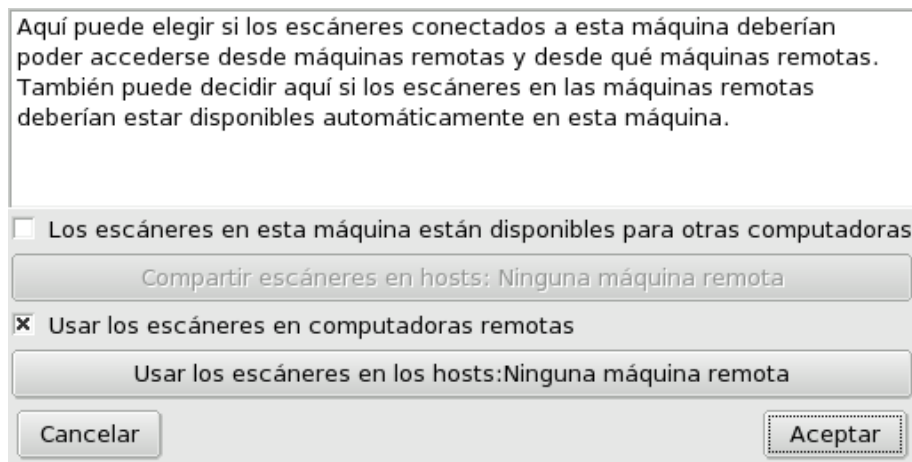 Aquí puede elegir si los escáneres conectados a esta máquina deberían
poder accederse desde máquinas remotas y desde qué máquinas remotas.
También puede decidir aquí si los escáneres en las máquinas remotas
deberían estar disponibles automáticamente en esta máquina.
Los escáneres en esta máquina están disponibles para otras computadoras
Compartir escáneres en hosts: Ninguna máquina remota
Usar los escáneres en computadoras remotas
Usar los escáneres en los hosts:Ninguna máquina remota
Cancelar
Aceptar